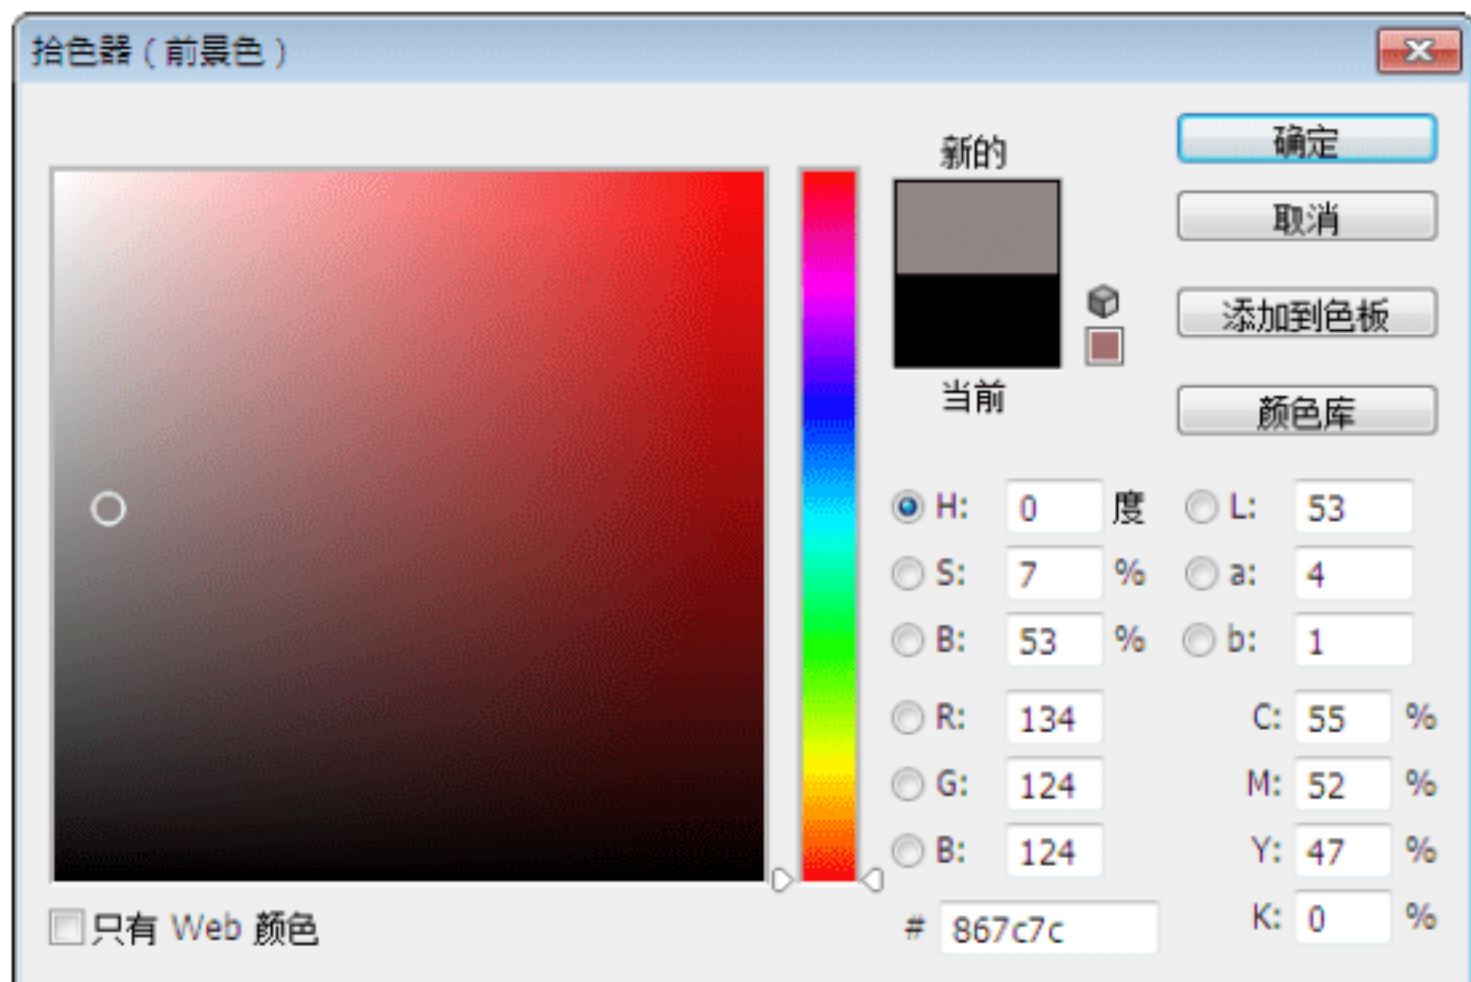 拾色器（前景色）
新的
当前
确定
取消
添加到色板
颜色库
H: 0 度
S: 7 %
B: 53 %
R: 134
G: 124
B: 124
# 867c7c
L: 53
a: 4
b: 1
C: 55 %
M: 52 %
Y: 47 %
K: 0 %
只有 Web 颜色